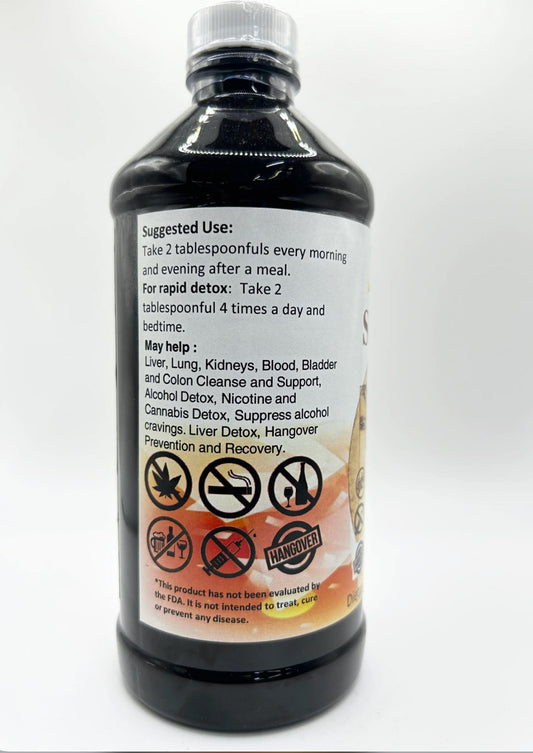 Suggested Use:
Take 2 tablespoonfuls every morning
and evening after a meal.
For rapid detox: Take 2
tablespoonful 4 times a day and
bedtime.
May help :
Liver, Lung, Kidneys, Blood, Bladder
and Colon Cleanse and Support,
Alcohol Detox, Nicotine and
Cannabis Detox, Suppress alcohol
cravings. Liver Detox, Hangover
Prevention and Recovery.
HANGOVER
*This product has not been evaluated by
the FDA. It is not intended to treat, cure
or prevent any disease.